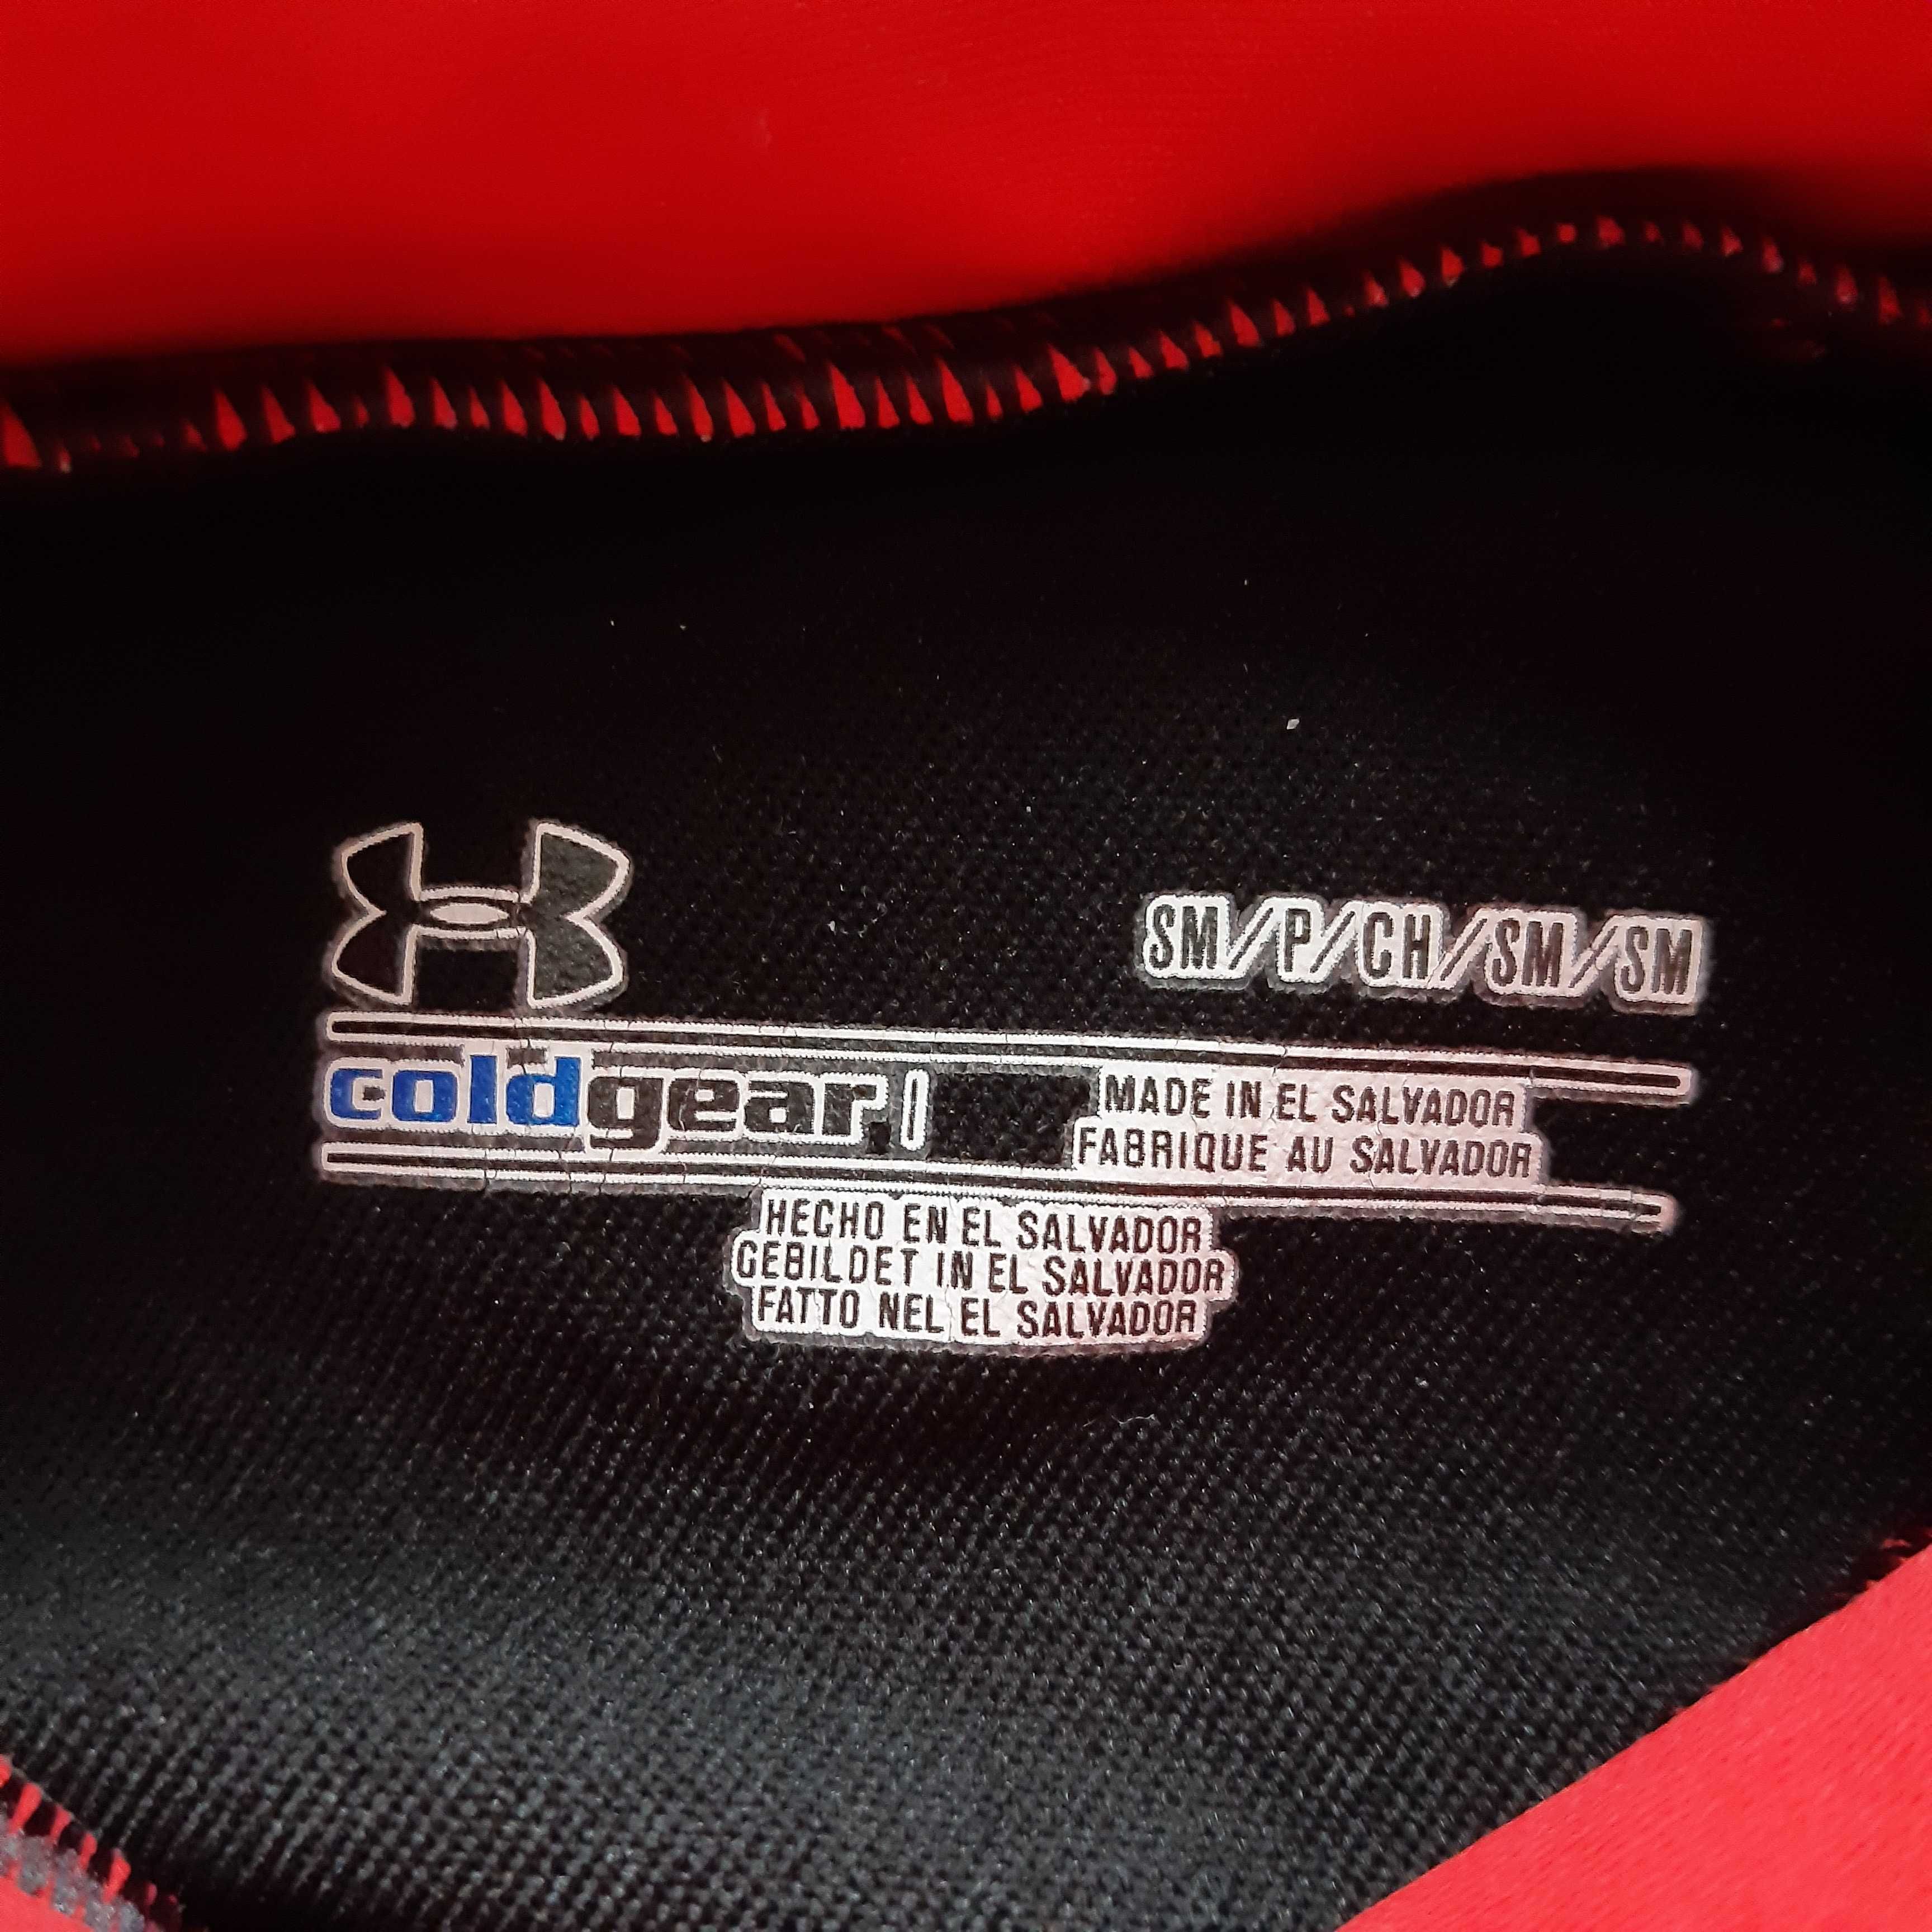 SM/P/CH/SM/SM
coldgear.
MADE IN EL SALVADOR
FABRIQUE AU SALVADOR
HECHO EN EL SALVADOR
GEBILDET IN EL SALVADOR
FATTO NEL EL SALVADOR